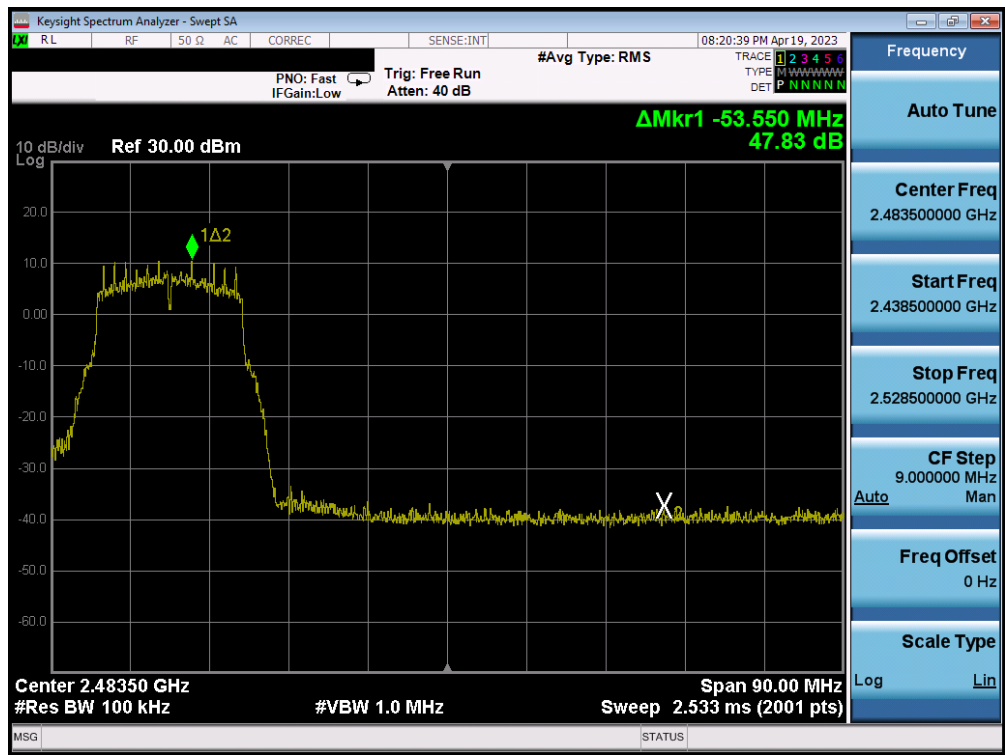 Keysight Spectrum Analyzer - Swept SA
LXI RL RF 50 Ω AC CORREC SENSE:INT 08:20:39 PM Apr 19, 2023
#Avg Type: RMS
TRACE 1 2 3 4 5 6
TYPE M W W W W W
DET P N N N N N
PNO: Fast
IFGain:Low
Trig: Free Run
Atten: 40 dB
ΔMkr1 -53.550 MHz
47.83 dB
10 dB/div Ref 30.00 dBm
Log
20.0
10.0
0.00
-10.0
-20.0
-30.0
-40.0
-50.0
-60.0
1Δ2
X2
Center 2.48350 GHz
Span 90.00 MHz
#Res BW 100 kHz
#VBW 1.0 MHz
Sweep 2.533 ms (2001 pts)
MSG
STATUS
Frequency
Auto Tune
Center Freq
2.483500000 GHz
Start Freq
2.438500000 GHz
Stop Freq
2.528500000 GHz
CF Step
9.000000 MHz
Auto Man
Freq Offset
0 Hz
Scale Type
Log Lin